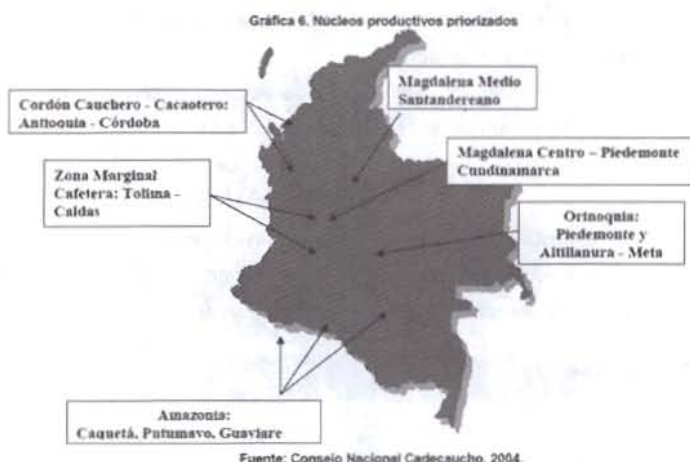 Gráfica 6. Núcleos productivos priorizados
Magdalena Medio
Santandereano
Cordón Cauchero - Cacaotero:
Antioquia - Córdoba
Magdalena Centro – Piedemonte
Cundinamarca
Zona Marginal
Cafetera: Tolima -
Caldas
Orinoquia:
Piedemonte y
Altillanura - Meta
Amazonía:
Caquetá, Putumayo, Guaviare
Fuente: Consejo Nacional Cadecaucho, 2004.